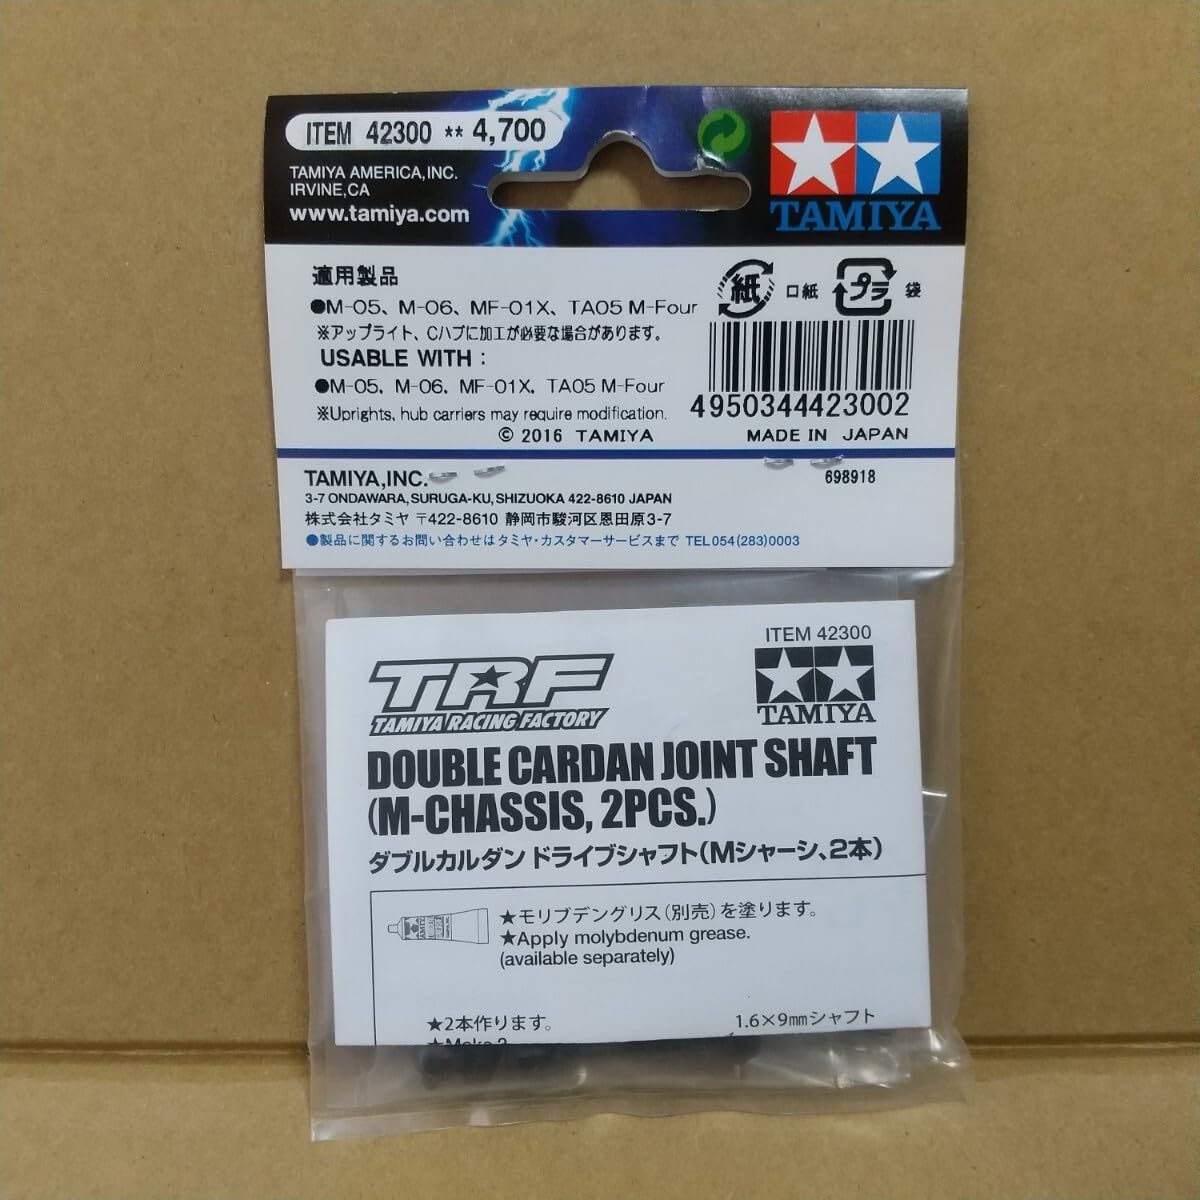 ITEM 42300 ** 4,700
TAMIYA AMERICA,INC.
IRVINE,CA
www.tamiya.com
TAMIYA
適用製品
●M-05、M-06、MF-01X、TA05 M-Four
※アップライト、Cハブに加工が必要な場合があります。
USABLE WITH :
●M-05, M-06, MF-01X, TA05 M-Four
※Uprights, hub carriers may require modification.
© 2016 TAMIYA
紙
口紙
プラ
袋
4950344423002
MADE IN JAPAN
TAMIYA,INC.
3-7 ONDAWARA, SURUGA-KU, SHIZUOKA 422-8610 JAPAN
株式会社タミヤ 〒422-8610 静岡市駿河区恩田原3-7
●製品に関するお問い合わせはタミヤ・カスタマーサービスまで TEL054(283)0003
698918
ITEM 42300
TRF
TAMIYA RACING FACTORY
TAMIYA
DOUBLE CARDAN JOINT SHAFT
(M-CHASSIS, 2PCS.)
ダブルカルダン ドライブシャフト(Mシャーシ、2本)
★モリブデングリス(別売)を塗ります。
★Apply molybdenum grease.
(available separately)
★2本作ります。
1.6×9mmシャフト
★Make 2